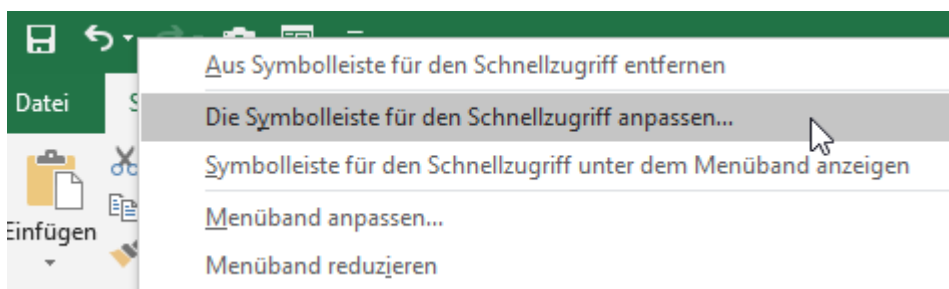 Aus Symbolleiste für den Schnellzugriff entfernen
Datei
Die Symbolleiste für den Schnellzugriff anpassen...
Symbolleiste für den Schnellzugriff unter dem Menüband anzeigen
Einfügen
Menüband anpassen...
Menüband reduzieren